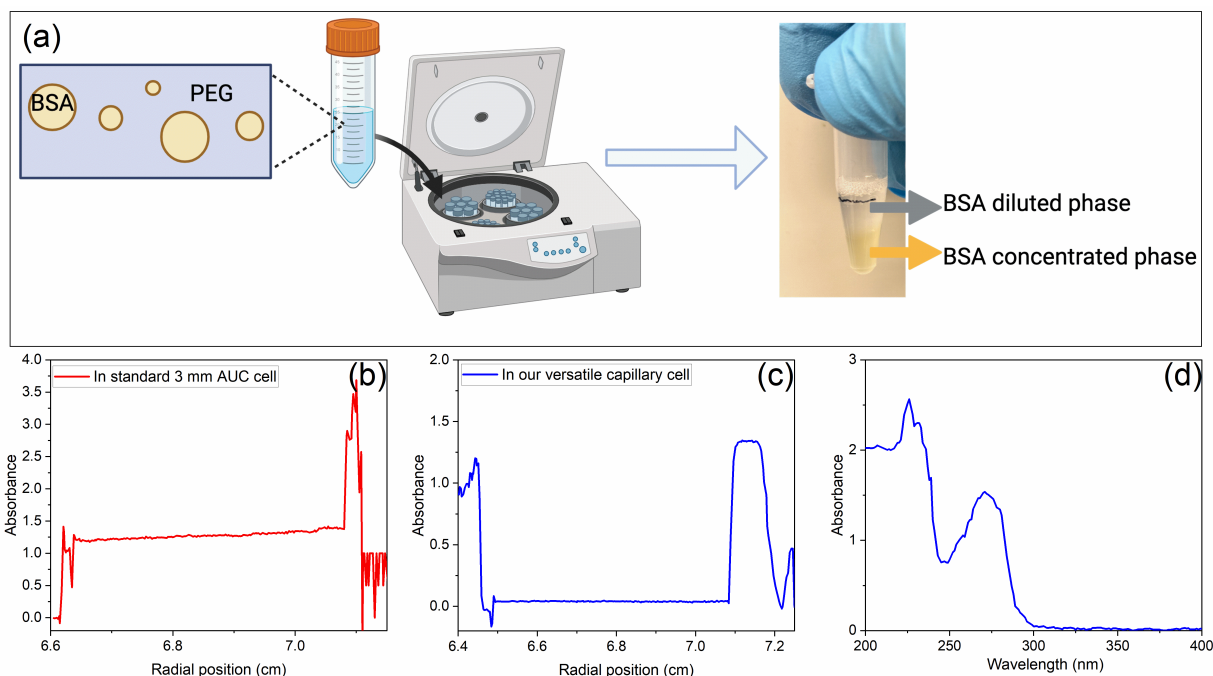 (a)
BSA
PEG
BSA diluted phase
BSA concentrated phase
(b)
In standard 3 mm AUC cell
4.0
3.5
3.0
2.5
2.0
1.5
1.0
0.5
0.0
Absorbance
6.6
6.8
7.0
Radial position (cm)
(c)
In our versatile capillary cell
2.0
1.5
1.0
0.5
0.0
Absorbance
6.4
6.6
6.8
7.0
7.2
Radial position (cm)
(d)
3
2
1
0
Absorbance
200
250
300
350
400
Wavelength (nm)